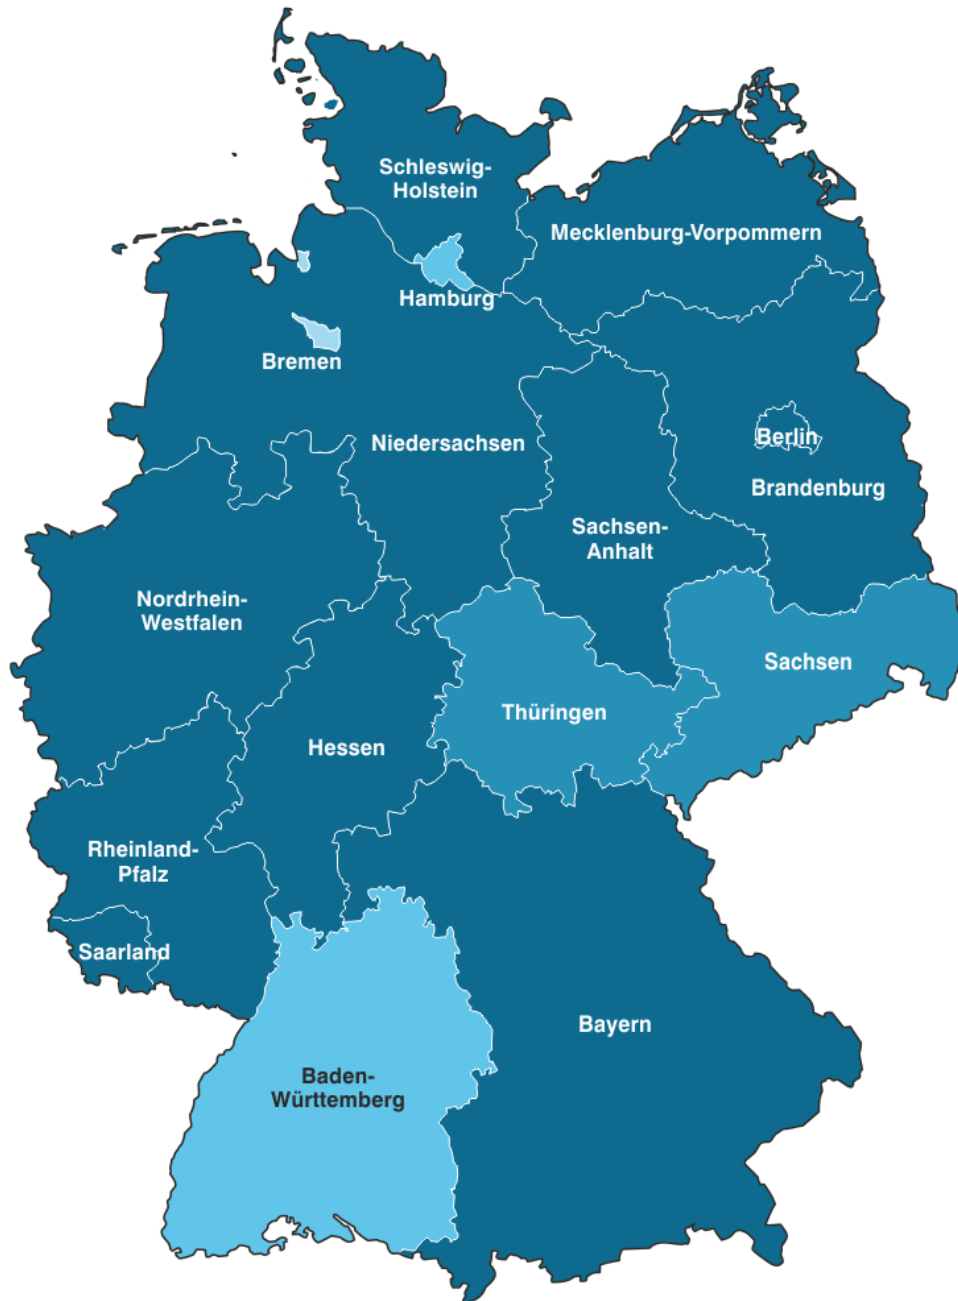 Schleswig-
Holstein
Mecklenburg-Vorpommern
Hamburg
Bremen
Berlin
Niedersachsen
Brandenburg
Sachsen-
Anhalt
Nordrhein-
Westfalen
Sachsen
Thüringen
Hessen
Rheinland-
Pfalz
Saarland
Bayern
Baden-
Württemberg